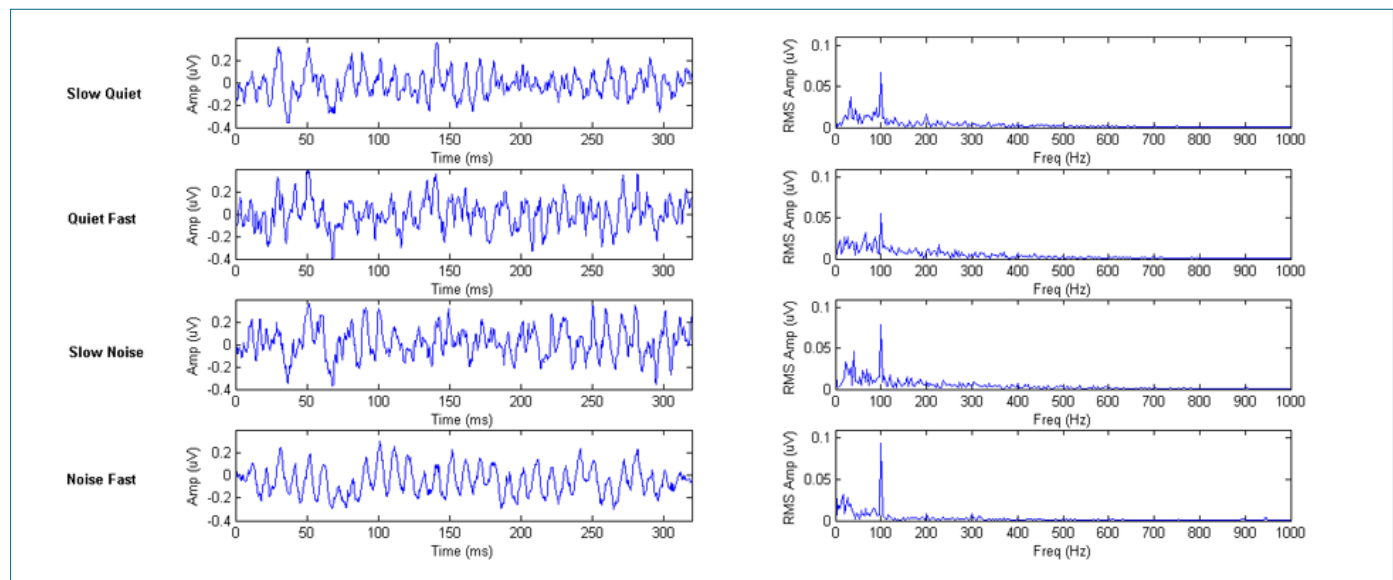 Slow Quiet
Amp (uV)
0.2
0
-0.2
-0.4
0 50 100 150 200 250 300
Time (ms)
RMS Amp (uV)
0.1
0.05
0
0 100 200 300 400 500 600 700 800 900 1000
Freq (Hz)
Quiet Fast
Amp (uV)
0.2
0
-0.2
-0.4
0 50 100 150 200 250 300
Time (ms)
RMS Amp (uV)
0.1
0.05
0
0 100 200 300 400 500 600 700 800 900 1000
Freq (Hz)
Slow Noise
Amp (uV)
0.2
0
-0.2
-0.4
0 50 100 150 200 250 300
Time (ms)
RMS Amp (uV)
0.1
0.05
0
0 100 200 300 400 500 600 700 800 900 1000
Freq (Hz)
Noise Fast
Amp (uV)
0.2
0
-0.2
-0.4
0 50 100 150 200 250 300
Time (ms)
RMS Amp (uV)
0.1
0.05
0
0 100 200 300 400 500 600 700 800 900 1000
Freq (Hz)